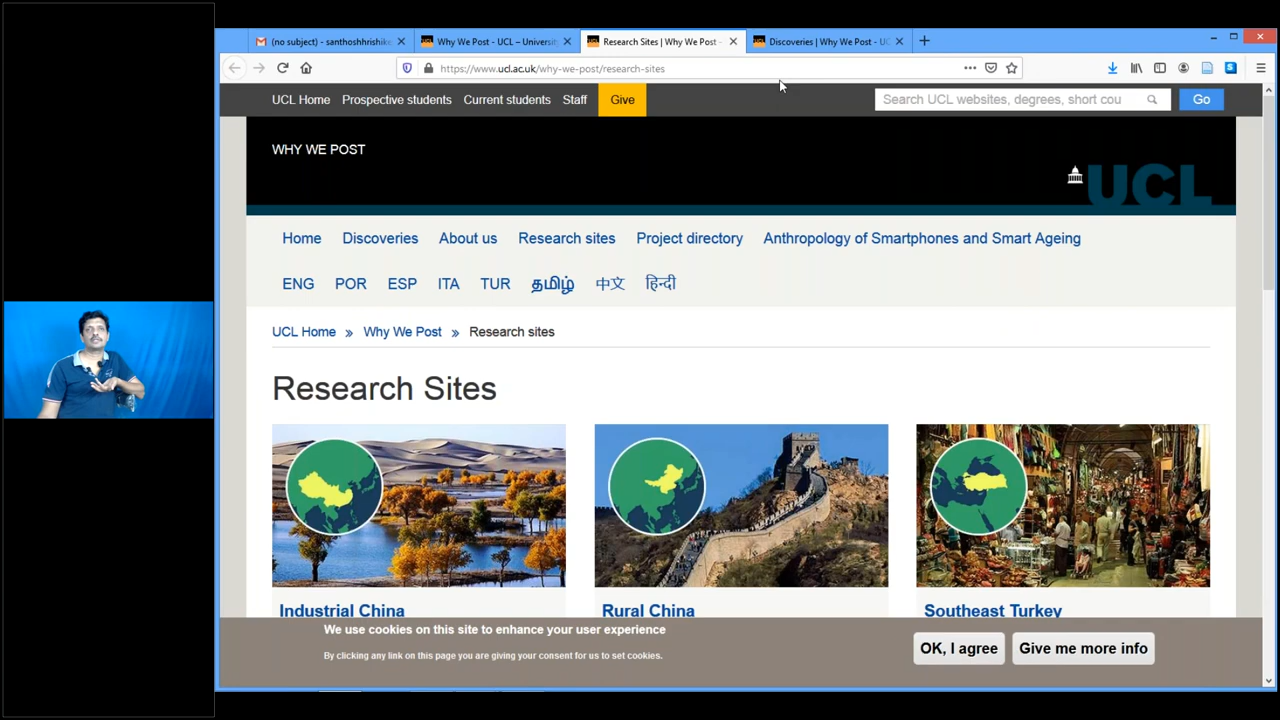 (no subject) - santhoshhrishike
Why We Post - UCL – Universit
Research Sites | Why We Post -
Discoveries | Why We Post - UC
https://www.ucl.ac.uk/why-we-post/research-sites
UCL Home Prospective students Current students Staff Give
Search UCL websites, degrees, short cou
Go
WHY WE POST
UCL
Home Discoveries About us Research sites Project directory Anthropology of Smartphones and Smart Ageing
ENG POR ESP ITA TUR தமிழ் 中文 हिन्दी
UCL Home » Why We Post » Research sites
Research Sites
Industrial China Rural China Southeast Turkey
We use cookies on this site to enhance your user experience
By clicking any link on this page you are giving your consent for us to set cookies.
OK, I agree
Give me more info